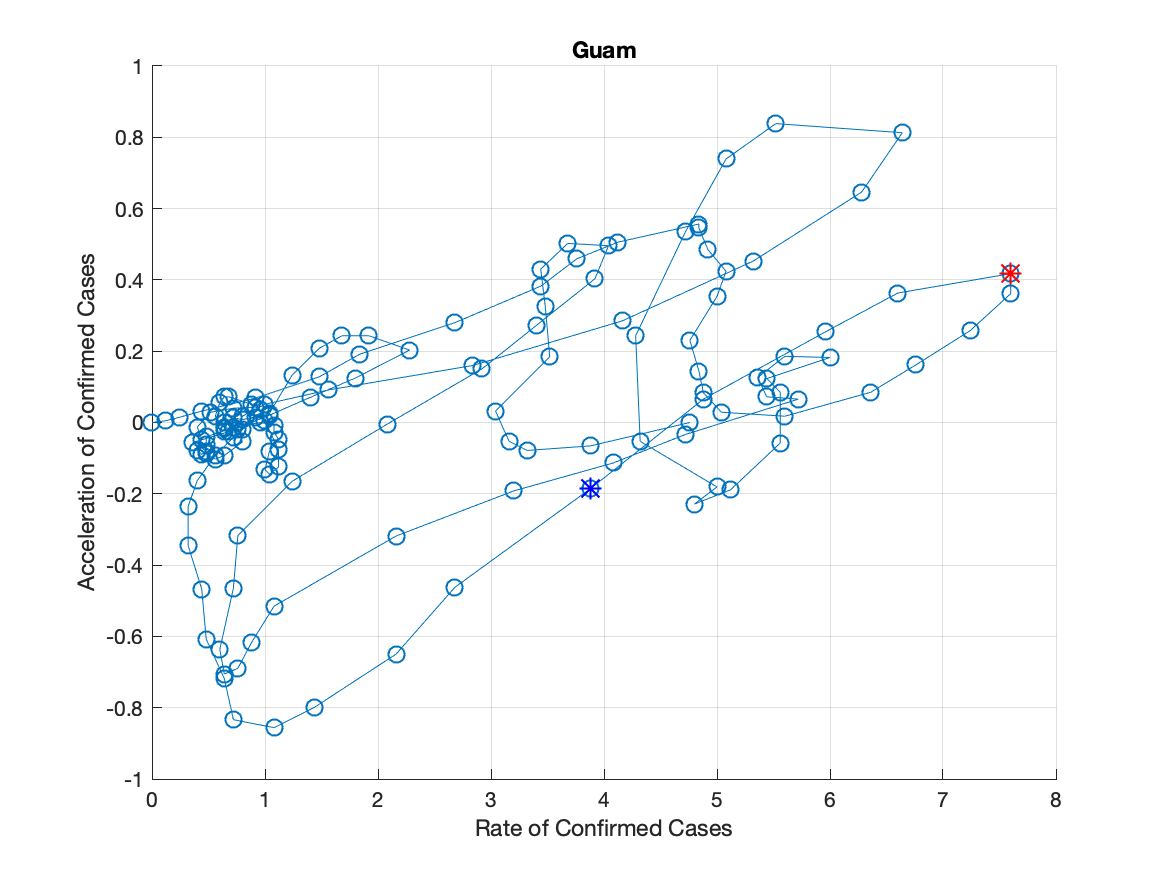 Guam
1
0.8
0.6
0.4
0.2
0
-0.2
-0.4
-0.6
-0.8
-1
Acceleration of Confirmed Cases
0 1 2 3 4 5 6 7 8
Rate of Confirmed Cases